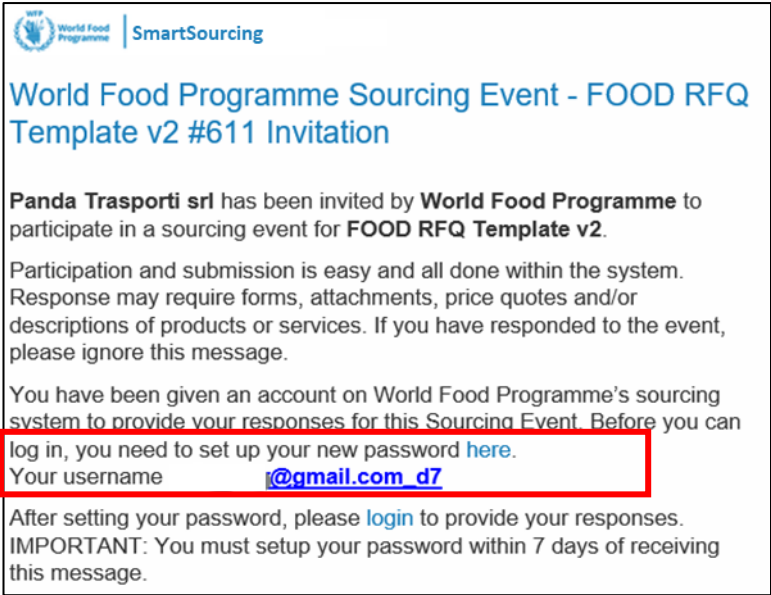 WFP
World Food
Programme
SmartSourcing
World Food Programme Sourcing Event - FOOD RFQ
Template v2 #611 Invitation
Panda Trasporti srl has been invited by World Food Programme to
participate in a sourcing event for FOOD RFQ Template v2.
Participation and submission is easy and all done within the system.
Response may require forms, attachments, price quotes and/or
descriptions of products or services. If you have responded to the event,
please ignore this message.
You have been given an account on World Food Programme's sourcing
system to provide your responses for this Sourcing Event. Before you can
log in, you need to set up your new password here.
Your username @gmail.com_d7
After setting your password, please login to provide your responses.
IMPORTANT: You must setup your password within 7 days of receiving
this message.